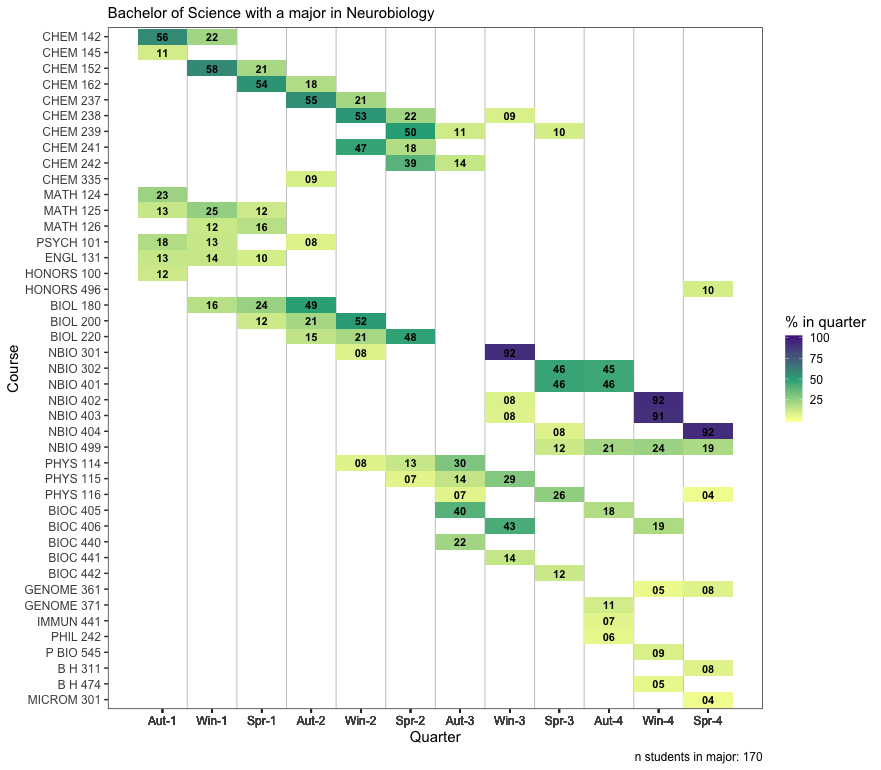 Bachelor of Science with a major in Neurobiology
CHEM 142 56 22
CHEM 145 11
CHEM 152 58 21
CHEM 162 54 18
CHEM 237 55 21
CHEM 238 53 22 09
CHEM 239 50 11 10
CHEM 241 47 18
CHEM 242 39 14
CHEM 335 09
MATH 124 23
MATH 125 13 25 12
MATH 126 12 16
PSYCH 101 18 13 08
ENGL 131 13 14 10
HONORS 100 12
HONORS 496 10
BIOL 180 16 24 49
BIOL 200 12 21 52
BIOL 220 15 21 48
NBIO 301 08 92
NBIO 302 46 45
NBIO 401 46 46
NBIO 402 08 92
NBIO 403 08 91
NBIO 404 08 92
NBIO 499 12 21 24 19
PHYS 114 08 13 30
PHYS 115 07 14 29
PHYS 116 07 26 04
BIOC 405 40 18
BIOC 406 43 19
BIOC 440 22
BIOC 441 14
BIOC 442 12
GENOME 361 05 08
GENOME 371 11
IMMUN 441 07
PHIL 242 06
P BIO 545 09
B H 311 08
B H 474 05
MICROM 301 04
Course
Aut-1 Win-1 Spr-1 Aut-2 Win-2 Spr-2 Aut-3 Win-3 Spr-3 Aut-4 Win-4 Spr-4
Quarter
% in quarter
100
75
50
25
n students in major: 170